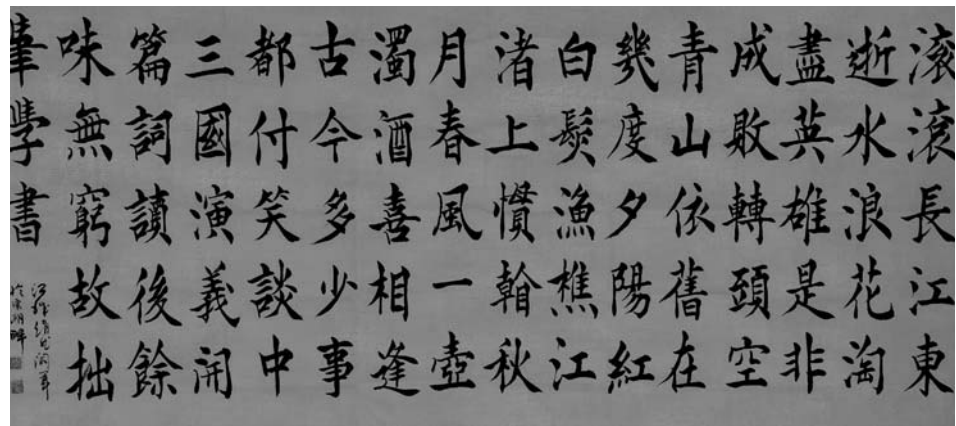 滾滾長江東
逝水浪花淘
盡英雄是非
成敗轉頭空
青山依舊在
幾度夕陽紅
白髮漁樵江
渚上慣翰秋
月春風一壺
濁酒喜相逢
古今多少事
都付笑談中
三國演義開
篇詞讀後餘
味無窮故拙
筆學書